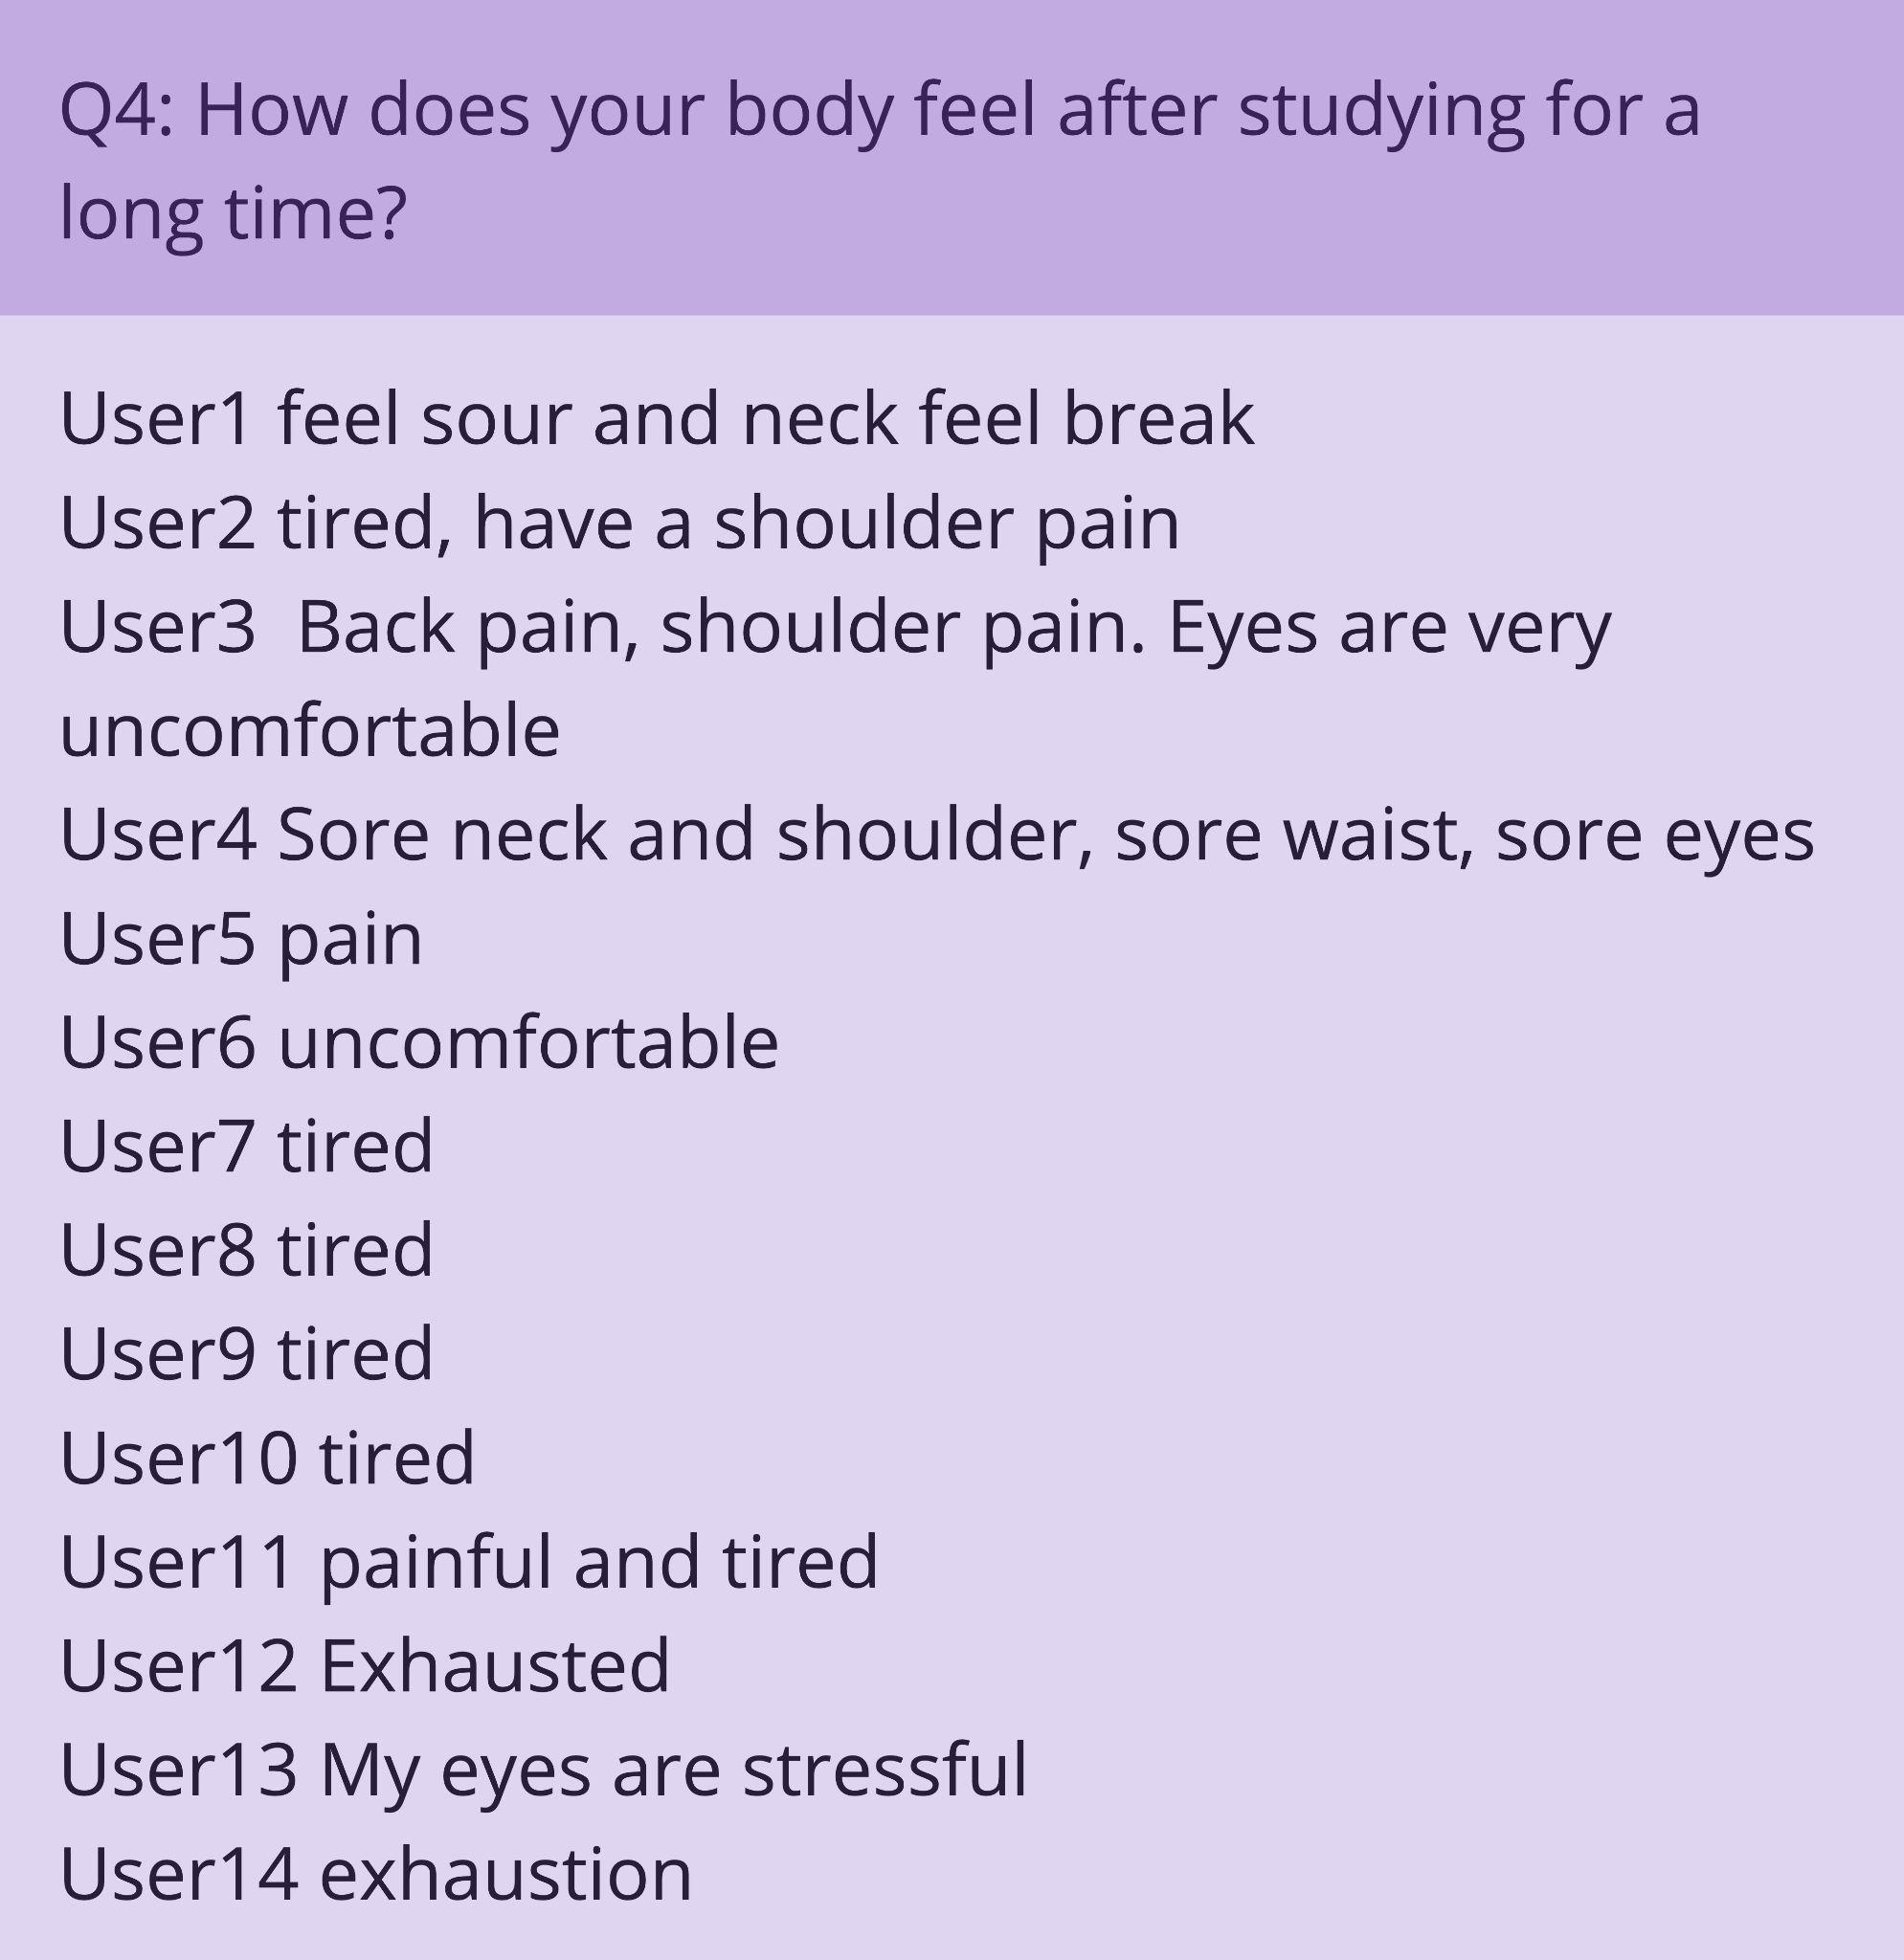 Q4: How does your body feel after studying for a
long time?
User1 feel sour and neck feel break
User2 tired, have a shoulder pain
User3  Back pain, shoulder pain. Eyes are very
uncomfortable
User4 Sore neck and shoulder, sore waist, sore eyes
User5 pain
User6 uncomfortable
User7 tired
User8 tired
User9 tired
User10 tired
User11 painful and tired
User12 Exhausted
User13 My eyes are stressful
User14 exhaustion